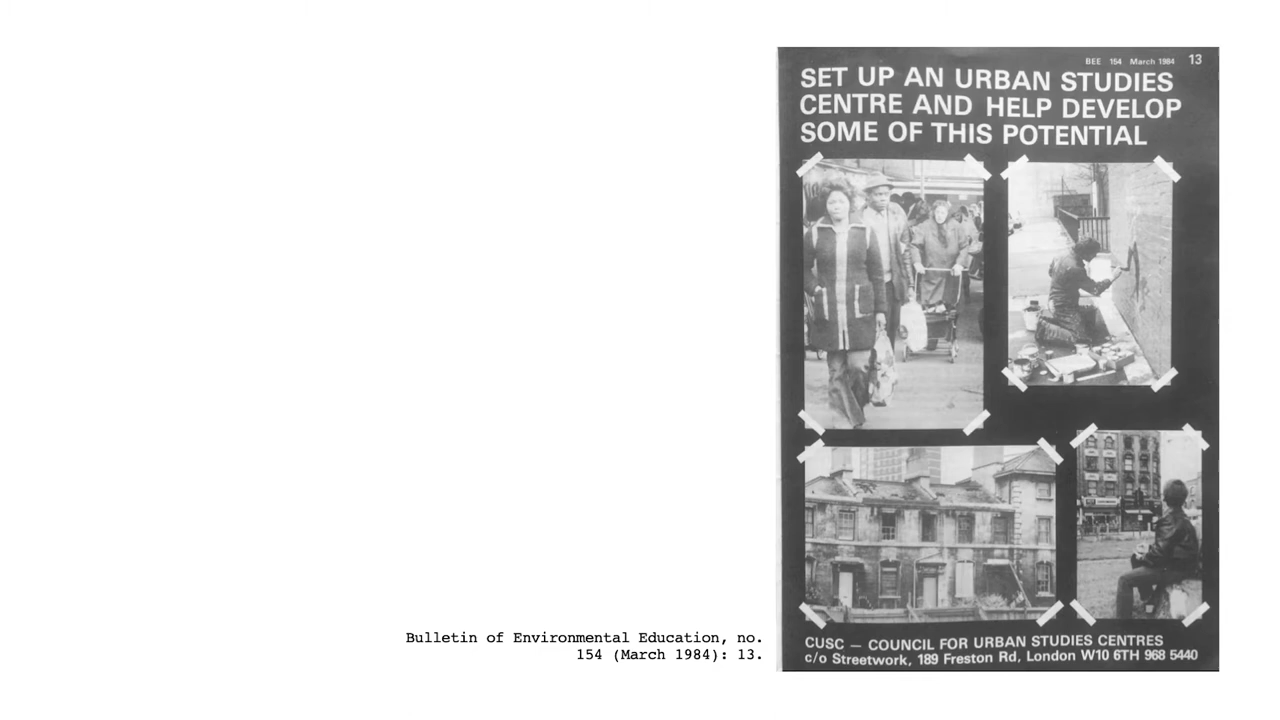 BEE 154 March 1984 13
SET UP AN URBAN STUDIES
CENTRE AND HELP DEVELOP
SOME OF THIS POTENTIAL
Bulletin of Environmental Education, no.
154 (March 1984): 13.
CUSC — COUNCIL FOR URBAN STUDIES CENTRES
c/o Streetwork, 189 Freston Rd, London W10 6TH 968 5440